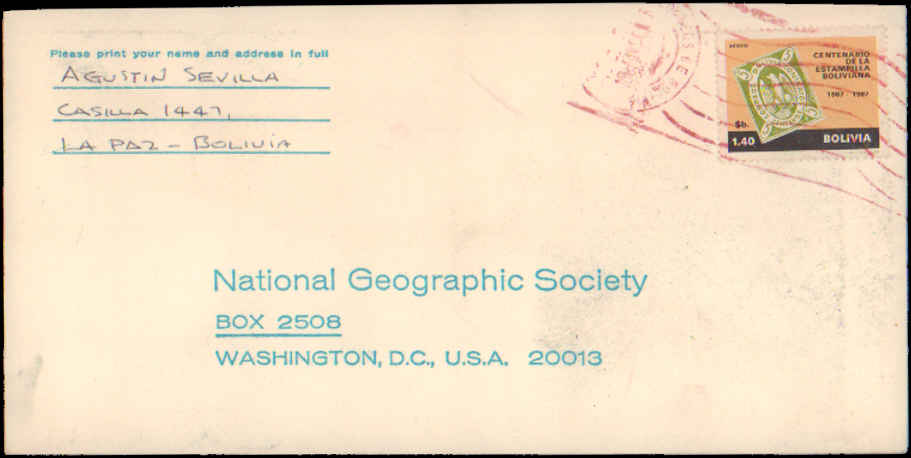 Please print your name and address in full
AGUSTIN SEVILLA
CASILLA 1447,
LA PAZ - BOLIVIA
AEREO
CENTENARIO
DE LA
ESTAMPILLA
BOLIVIANA
1867 - 1967
$b.
1.40 BOLIVIA
National Geographic Society
BOX 2508
WASHINGTON, D.C., U.S.A. 20013